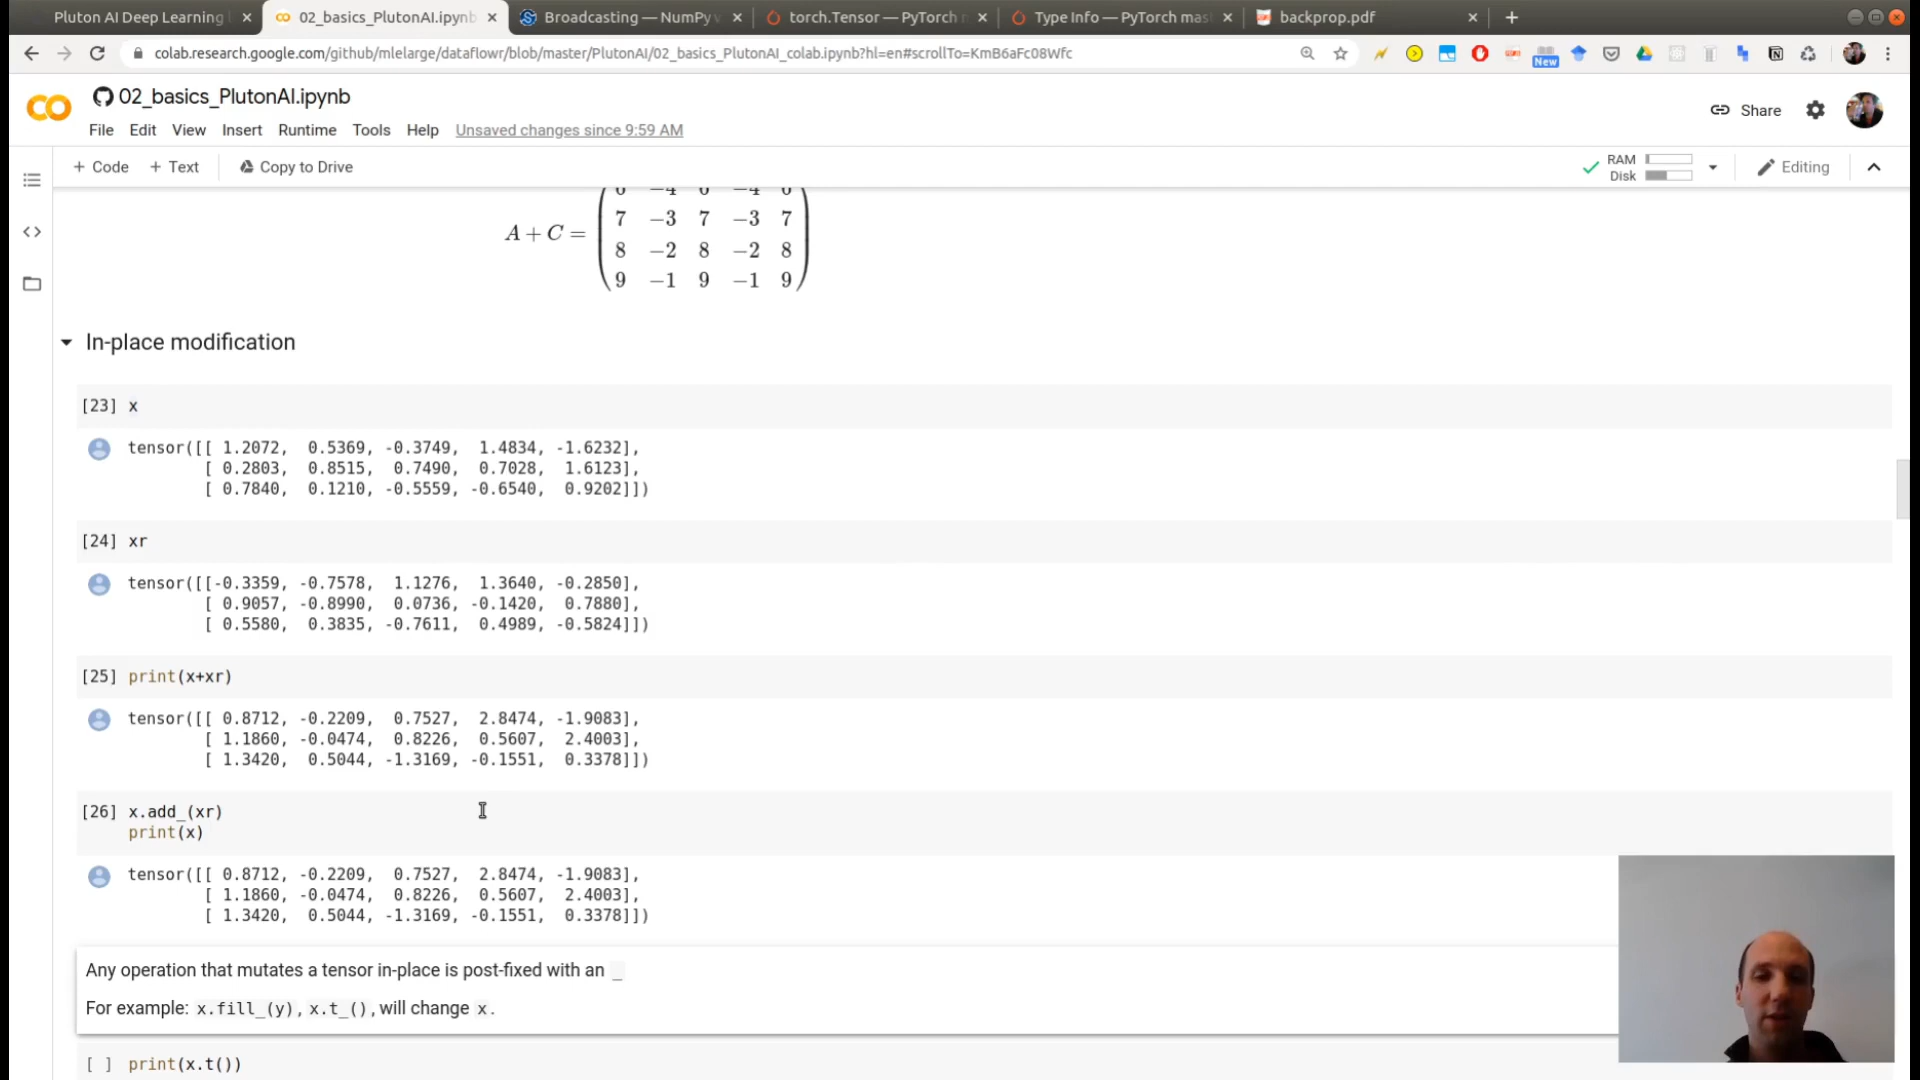 Pluton AI Deep Learning
02_basics_PlutonAI.ipynb
Broadcasting — NumPy v
torch.Tensor — PyTorch m
Type Info — PyTorch mas
backprop.pdf
colab.research.google.com/github/mlelarge/dataflowr/blob/master/PlutonAI/02_basics_PlutonAI_colab.ipynb?hl=en#scrollTo=KmB6aFc08Wfc
New
02_basics_PlutonAI.ipynb
Share
File Edit View Insert Runtime Tools Help Unsaved changes since 9:59 AM
+ Code + Text Copy to Drive
RAM
Disk
Editing
6 −4 6 −4 6
7 −3 7 −3 7
A + C =
8 −2 8 −2 8
9 −1 9 −1 9
In-place modification
[23] x
tensor([[ 1.2072, 0.5369, -0.3749, 1.4834, -1.6232],
[ 0.2803, 0.8515, 0.7490, 0.7028, 1.6123],
[ 0.7840, 0.1210, -0.5559, -0.6540, 0.9202]])
[24] xr
tensor([[-0.3359, -0.7578, 1.1276, 1.3640, -0.2850],
[ 0.9057, -0.8990, 0.0736, -0.1420, 0.7880],
[ 0.5580, 0.3835, -0.7611, 0.4989, -0.5824]])
[25] print(x+xr)
tensor([[ 0.8712, -0.2209, 0.7527, 2.8474, -1.9083],
[ 1.1860, -0.0474, 0.8226, 0.5607, 2.4003],
[ 1.3420, 0.5044, -1.3169, -0.1551, 0.3378]])
[26] x.add_(xr)
print(x)
tensor([[ 0.8712, -0.2209, 0.7527, 2.8474, -1.9083],
[ 1.1860, -0.0474, 0.8226, 0.5607, 2.4003],
[ 1.3420, 0.5044, -1.3169, -0.1551, 0.3378]])
Any operation that mutates a tensor in-place is post-fixed with an _
For example: x.fill_(y), x.t_(), will change x.
[ ] print(x.t())